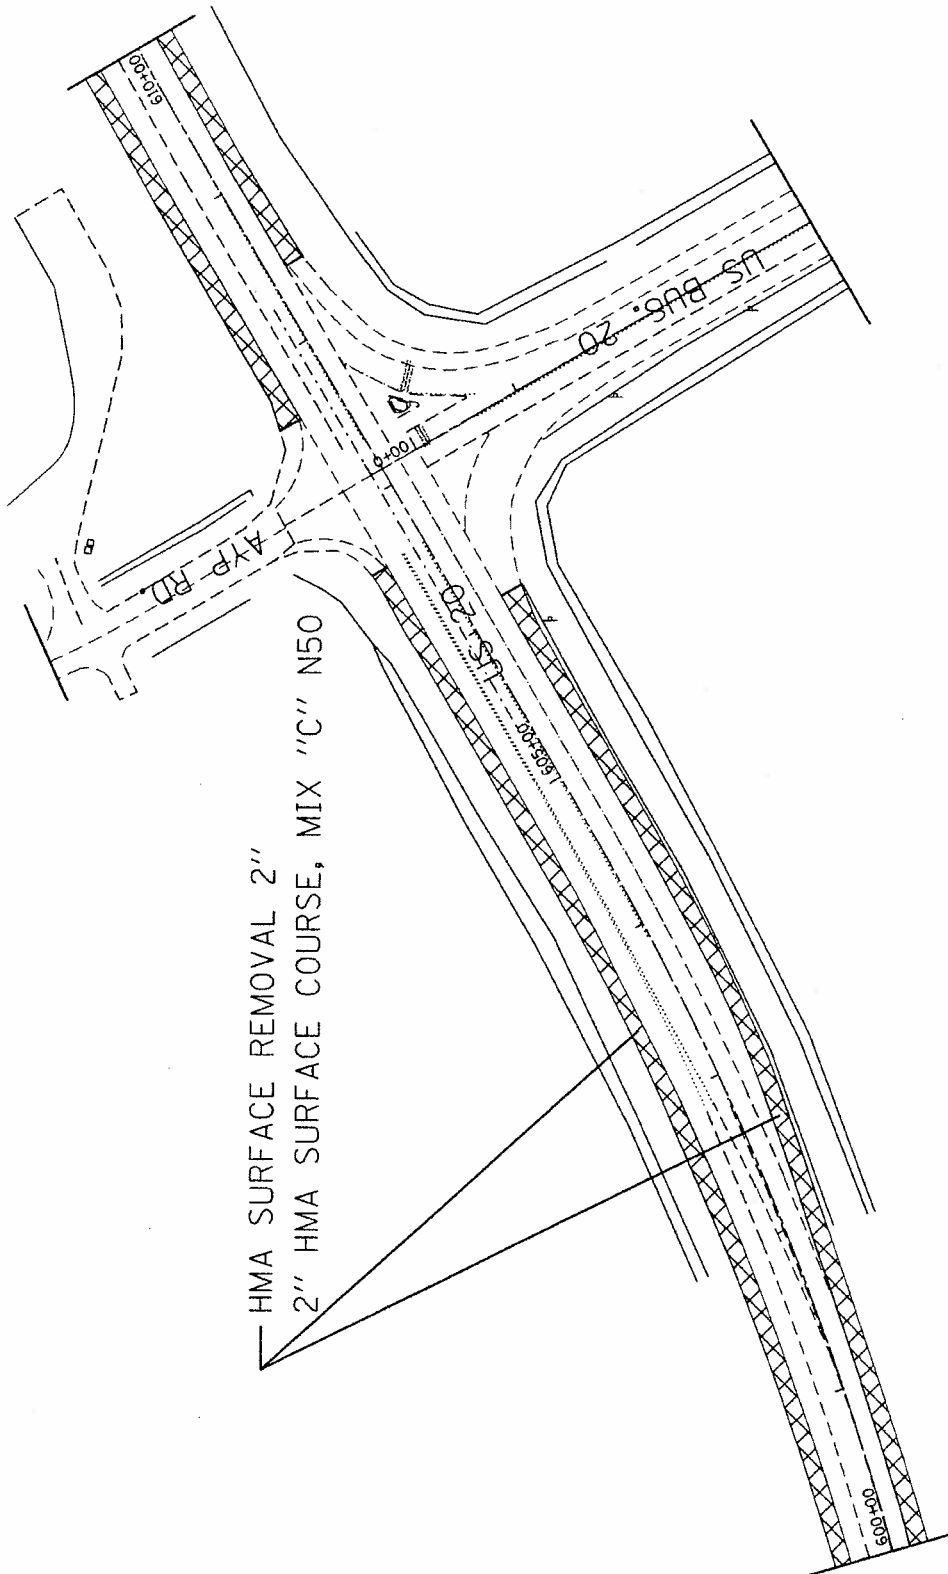 HMA SURFACE REMOVAL 2"
2" HMA SURFACE COURSE, MIX "C" N50
AYP RD.
US 20
US BUS. 20
600+00
605+00
610+00
100+0